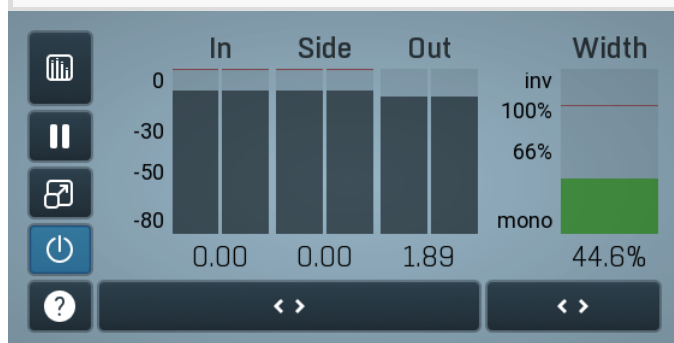 In Side Out Width
0 inv
100%
-30
66%
-50
-80 mono
0.00 0.00 1.89 44.6%
? < > < >